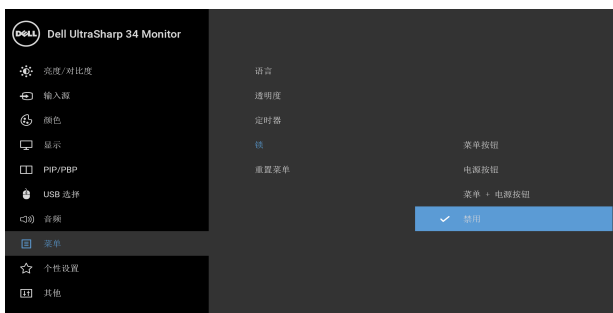 DELL Dell UltraSharp 34 Monitor
亮度/对比度 语言
输入源 透明度
颜色 定时器
显示 锁 菜单按钮
PIP/PBP 重置菜单 电源按钮
USB 选择 菜单 + 电源按钮
音频 禁用
菜单
个性设置
其他